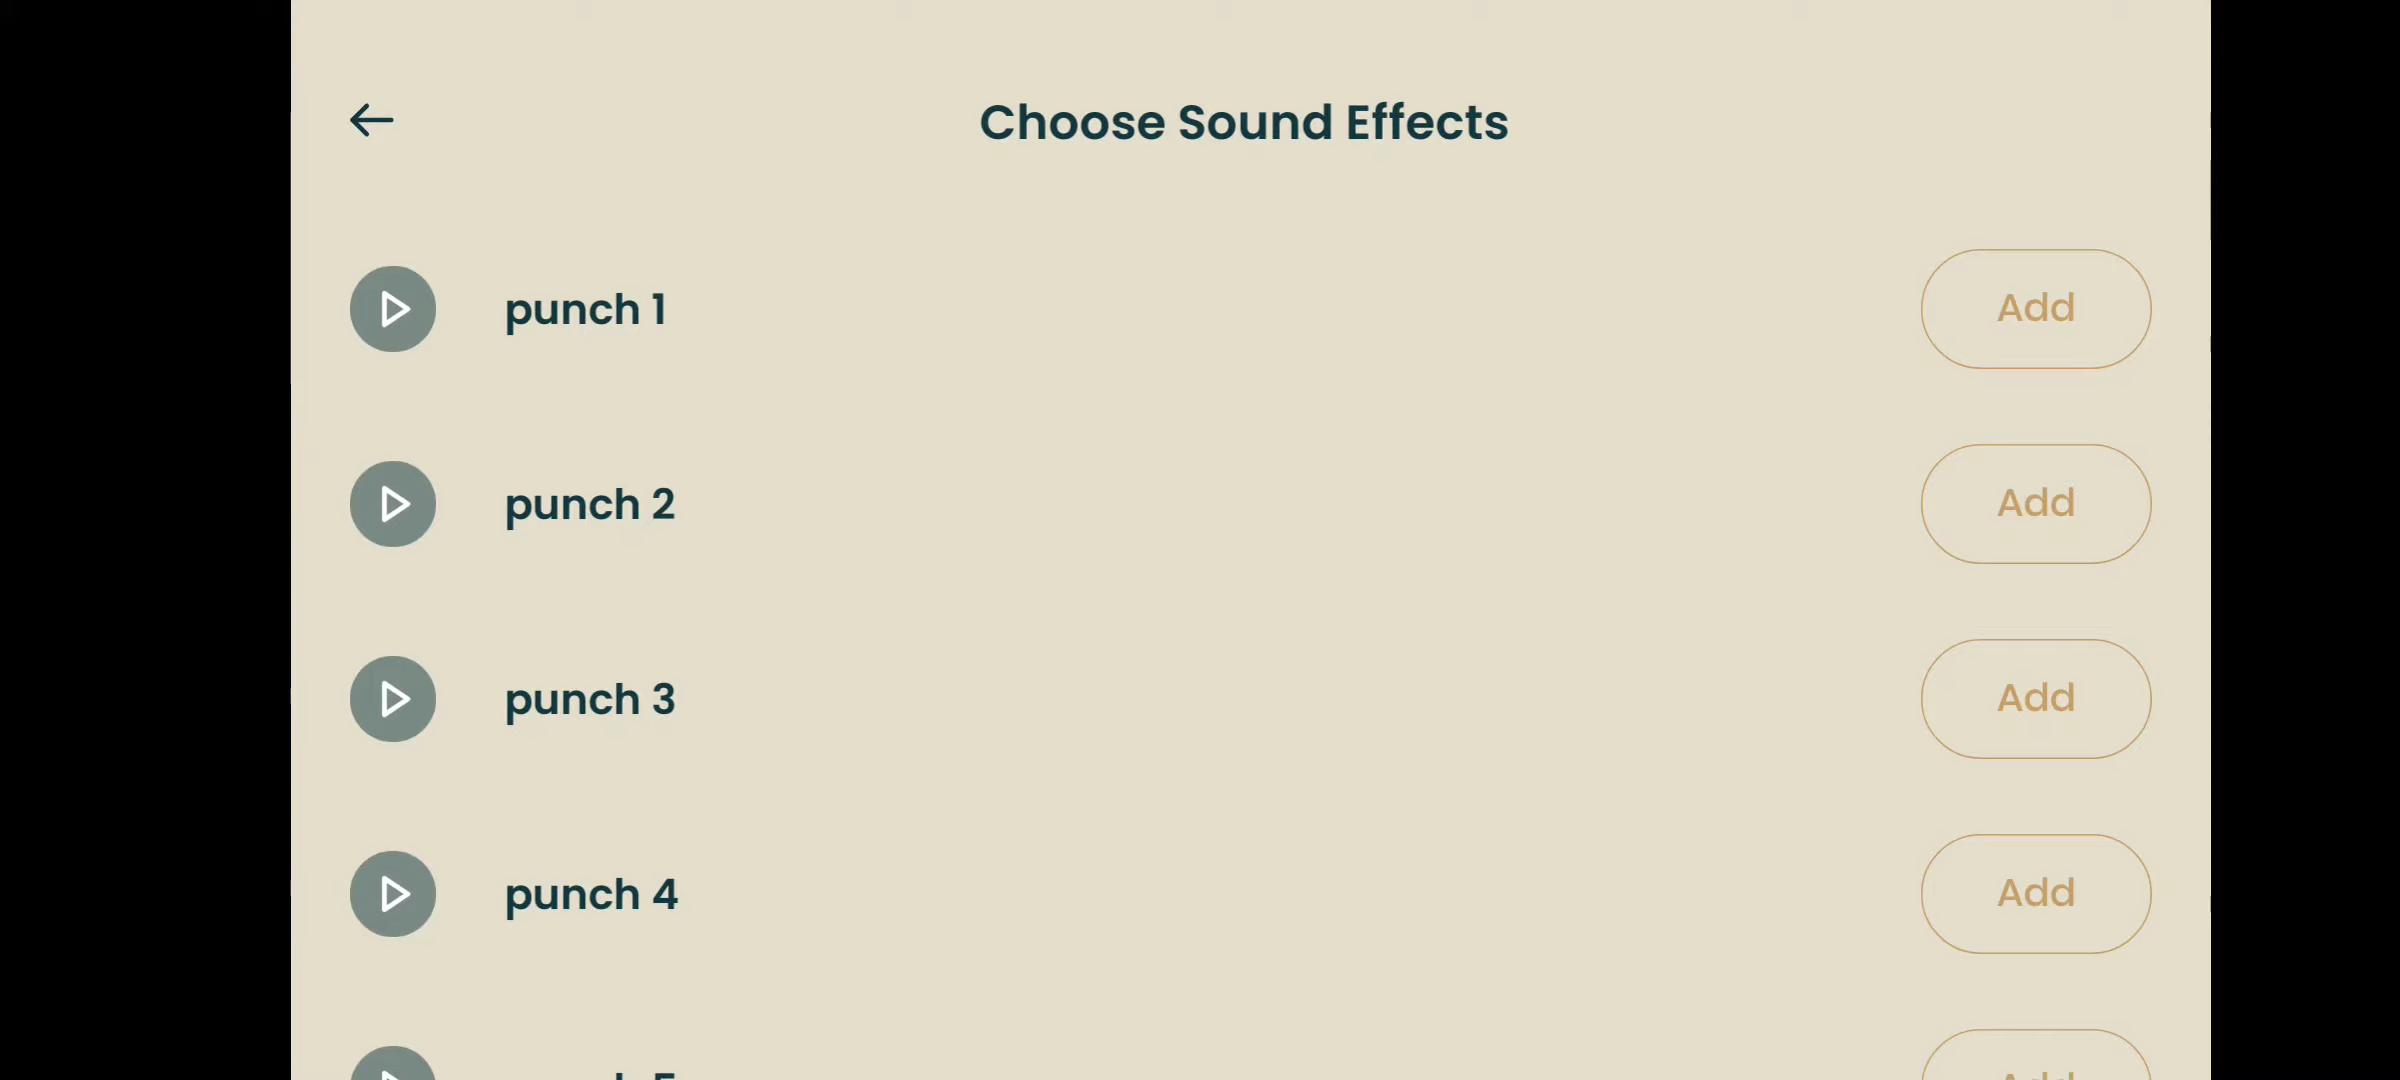 Choose Sound Effects
punch 1
Add
punch 2
Add
punch 3
Add
punch 4
Add